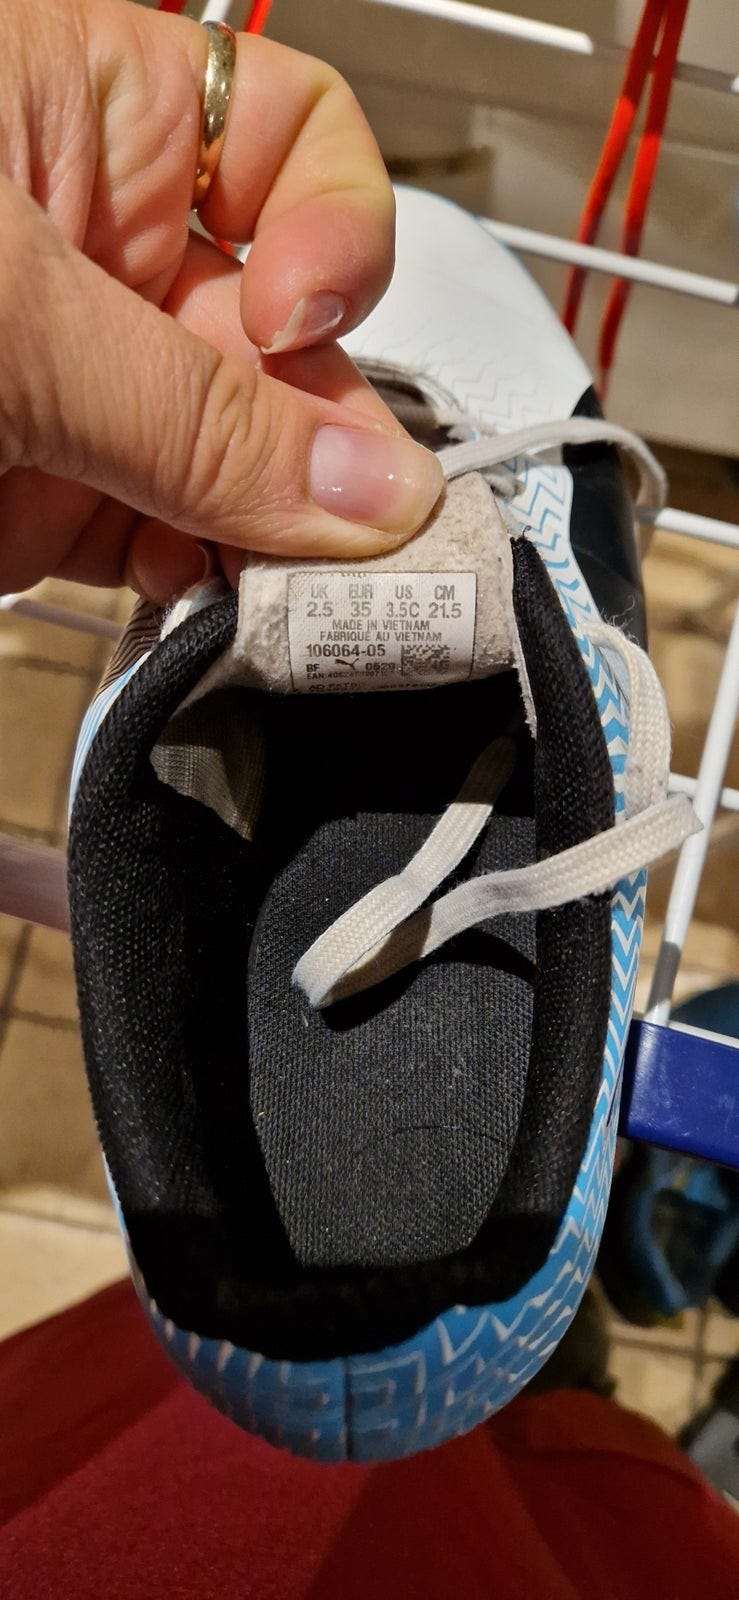 UK EUR US CM
2.5 35 3.5C 21.5
MADE IN VIETNAM
FABRIQUE AU VIETNAM
106064-05
BF